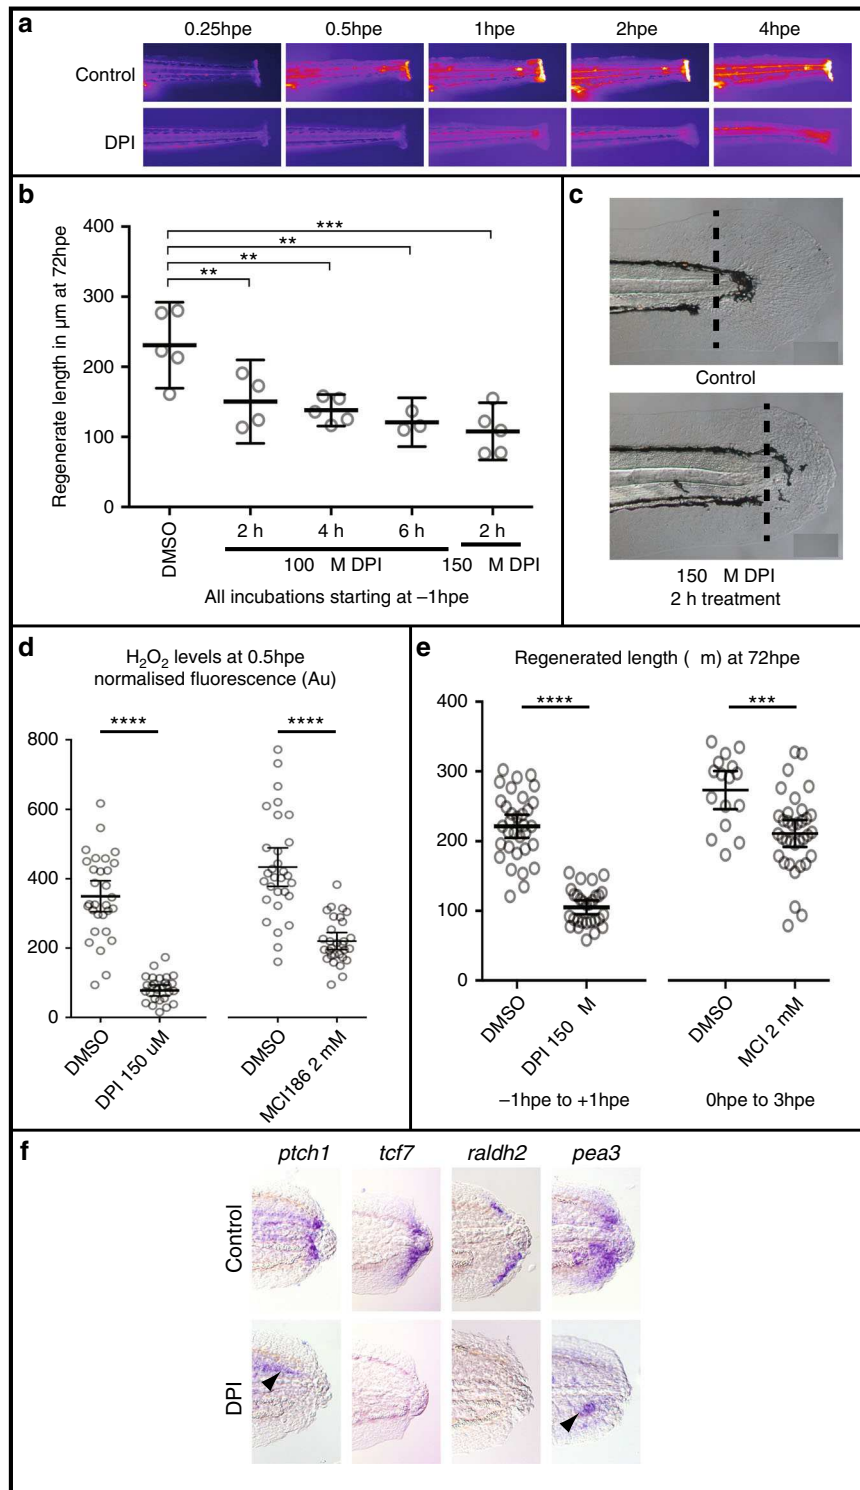 a
0.25hpe 0.5hpe 1hpe 2hpe 4hpe
Control
DPI
b
Regenerate length in µm at 72hpe
400
300
200
100
0
***
**
**
**
DMSO
2 h 4 h 6 h 2 h
100 M DPI 150 M DPI
All incubations starting at –1hpe
c
Control
150 M DPI
2 h treatment
d
H₂O₂ levels at 0.5hpe
normalised fluorescence (Au)
**** ****
800
600
400
200
0
DMSO
DPI 150 uM
DMSO
MCI186 2 mM
e
Regenerated length ( m) at 72hpe
**** ***
400
300
200
100
0
DMSO
DPI 150 M
DMSO
MCI 2 mM
–1hpe to +1hpe 0hpe to 3hpe
f
ptch1 tcf7 raldh2 pea3
Control
DPI